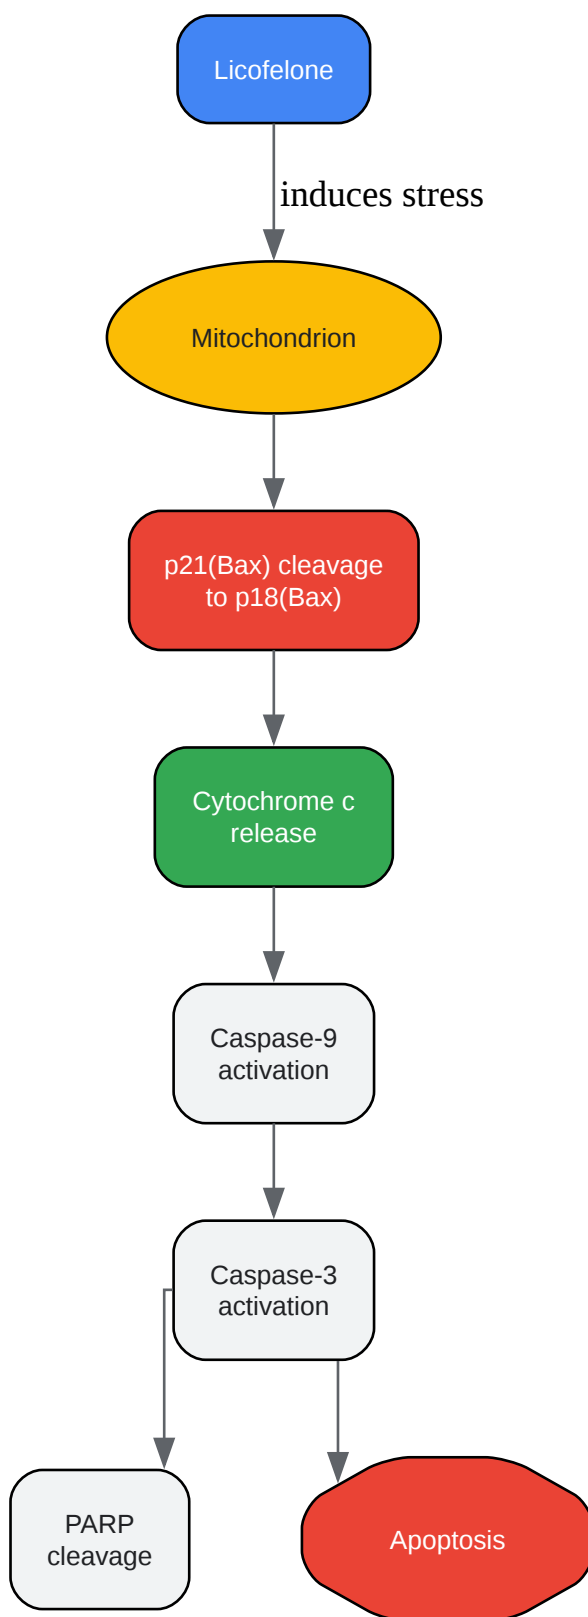 Licofelone
induces stress
Mitochondrion
p21(Bax) cleavage
to p18(Bax)
Cytochrome c
release
Caspase-9
activation
Caspase-3
activation
PARP
cleavage
Apoptosis